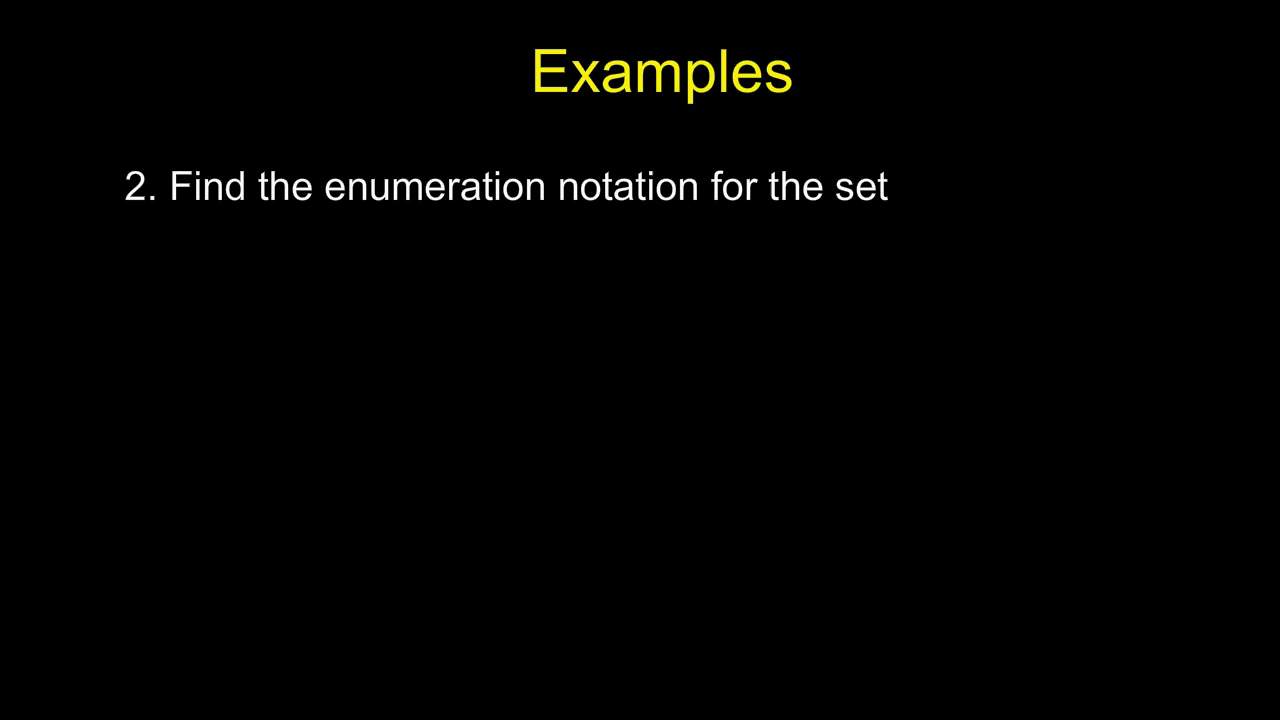 Examples
2. Find the enumeration notation for the set